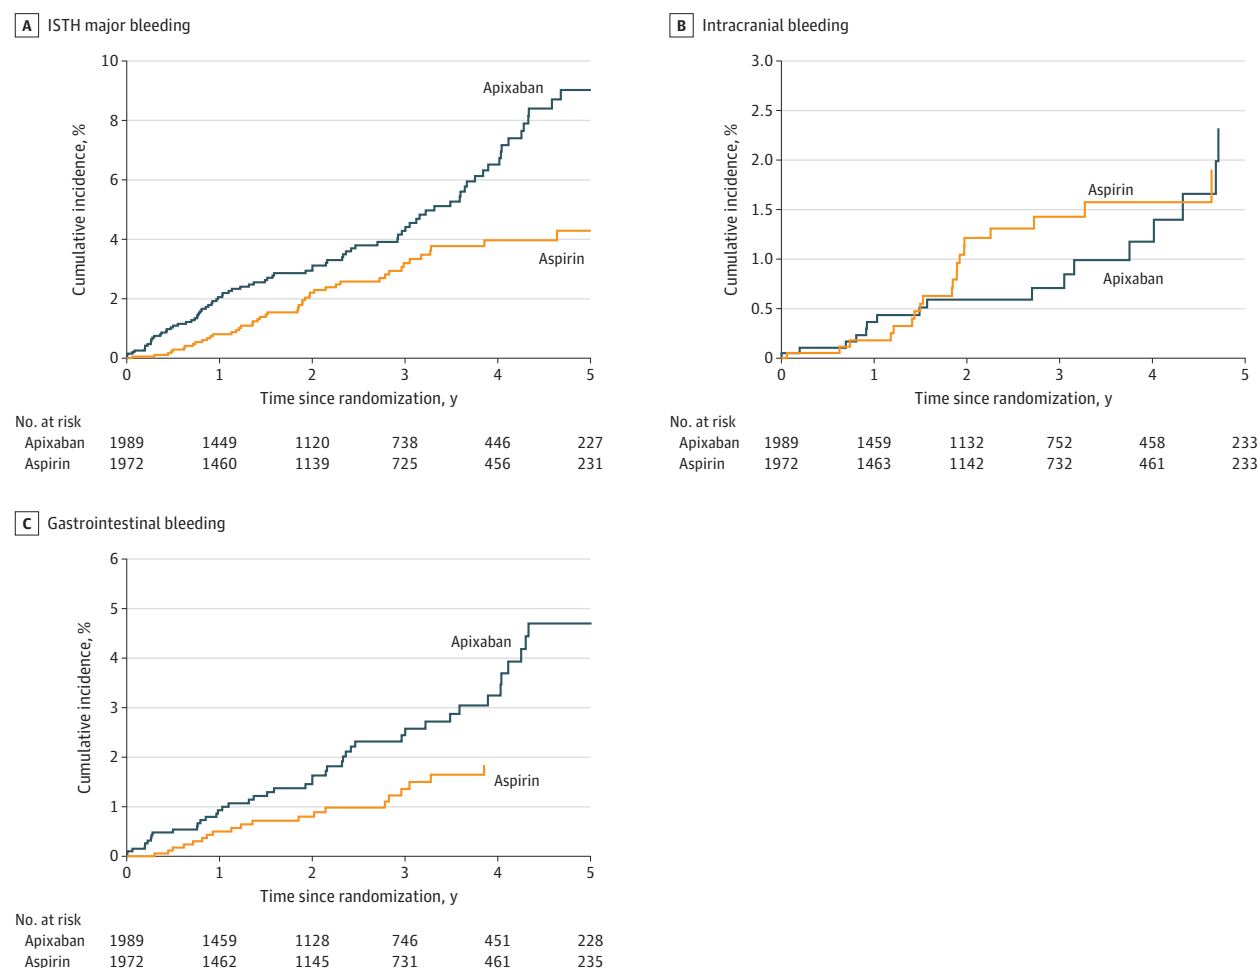 A ISTH major bleeding
10
8
6
4
2
0
Cumulative incidence, %
Apixaban
Aspirin
0 1 2 3 4 5
Time since randomization, y
No. at risk
Apixaban 1989 1449 1120 738 446 227
Aspirin 1972 1460 1139 725 456 231
B Intracranial bleeding
3.0
2.5
2.0
1.5
1.0
0.5
0
Cumulative incidence, %
Aspirin
Apixaban
0 1 2 3 4 5
Time since randomization, y
No. at risk
Apixaban 1989 1459 1132 752 458 233
Aspirin 1972 1463 1142 732 461 233
C Gastrointestinal bleeding
6
5
4
3
2
1
0
Cumulative incidence, %
Apixaban
Aspirin
0 1 2 3 4 5
Time since randomization, y
No. at risk
Apixaban 1989 1459 1128 746 451 228
Aspirin 1972 1462 1145 731 461 235